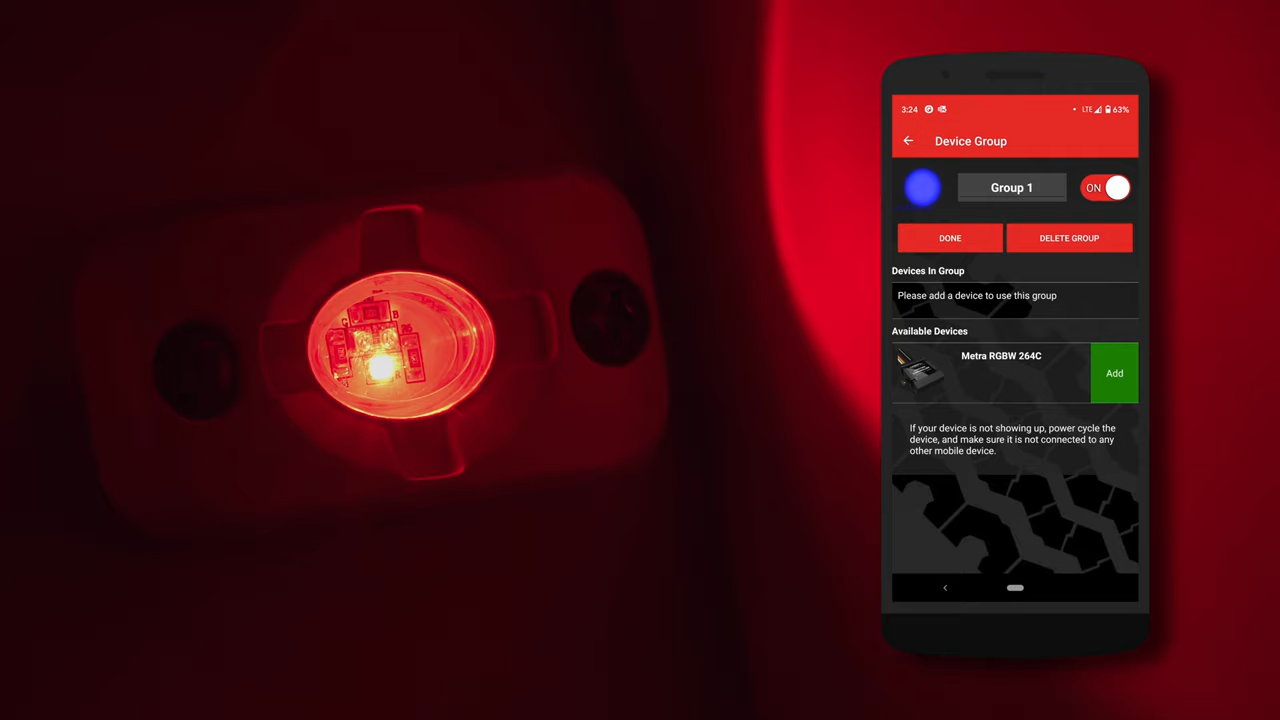 3:24
LTE
63%
Device Group
Group 1
ON
DONE
DELETE GROUP
Devices In Group
Please add a device to use this group
Available Devices
Metra RGBW 264C
Add
If your device is not showing up, power cycle the
device, and make sure it is not connected to any
other mobile device.
B
G
R